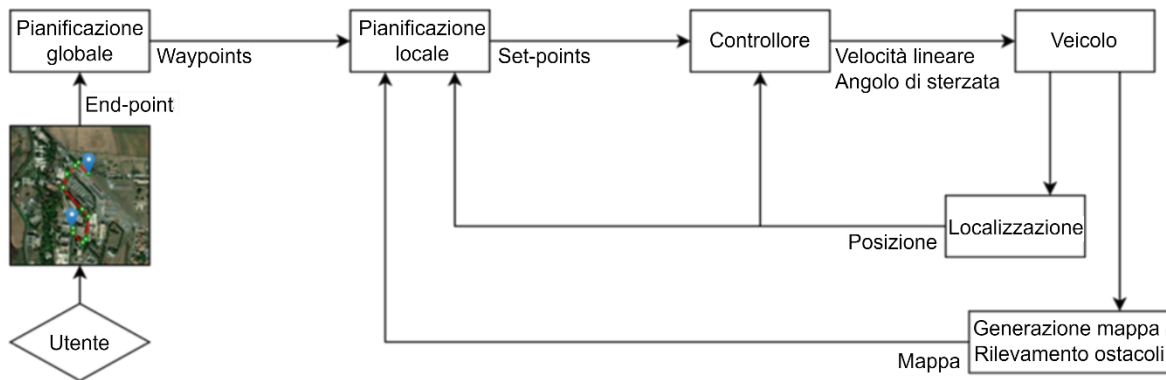 Pianificazione
globale
Waypoints
Pianificazione
locale
Set-points
Controllore
Velocità lineare
Angolo di sterzata
Veicolo
End-point
Posizione
Localizzazione
Utente
Mappa
Generazione mappa
Rilevamento ostacoli